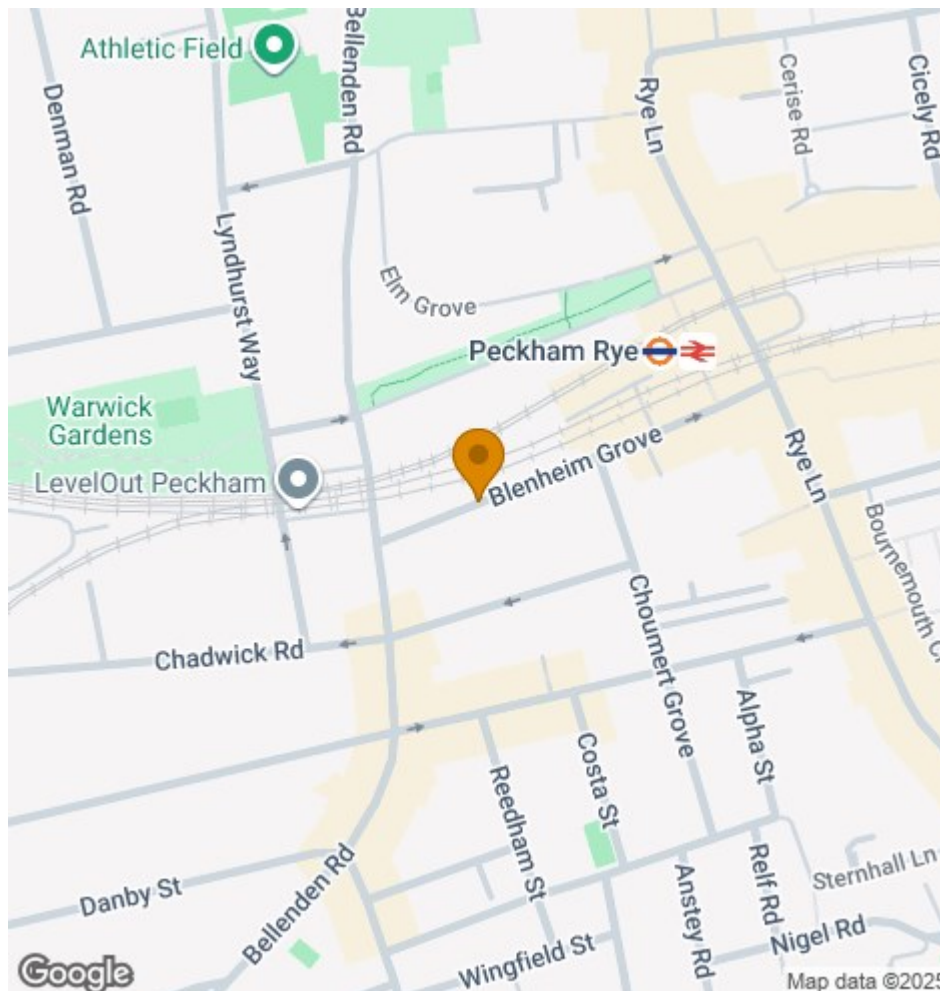 Athletic Field
Bellenden Rd
Rye Ln
Cerise Rd
Cicely Rd
Denman Rd
Lyndhurst Way
Elm Grove
Peckham Rye
Warwick
Gardens
LevelOut Peckham
Blenheim Grove
Rye Ln
Bournemouth C
Chadwick Rd
Choumert Grove
Alpha St
Costa St
Reedham St
Danby St
Bellenden Rd
Anstey Rd
Relf Rd
Sternhall Ln
Nigel Rd
Wingfield St
Google
Map data ©2025